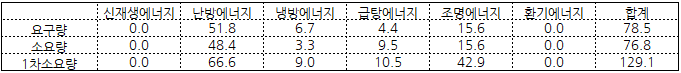 신재생에너지 난방에너지 냉방에너지 급탕에너지 조명에너지 환기에너지 합계
요구량 0.0 51.8 6.7 4.4 15.6 0.0 78.5
소요량 0.0 48.4 3.3 9.5 15.6 0.0 76.8
1차소요량 0.0 66.6 9.0 10.5 42.9 0.0 129.1